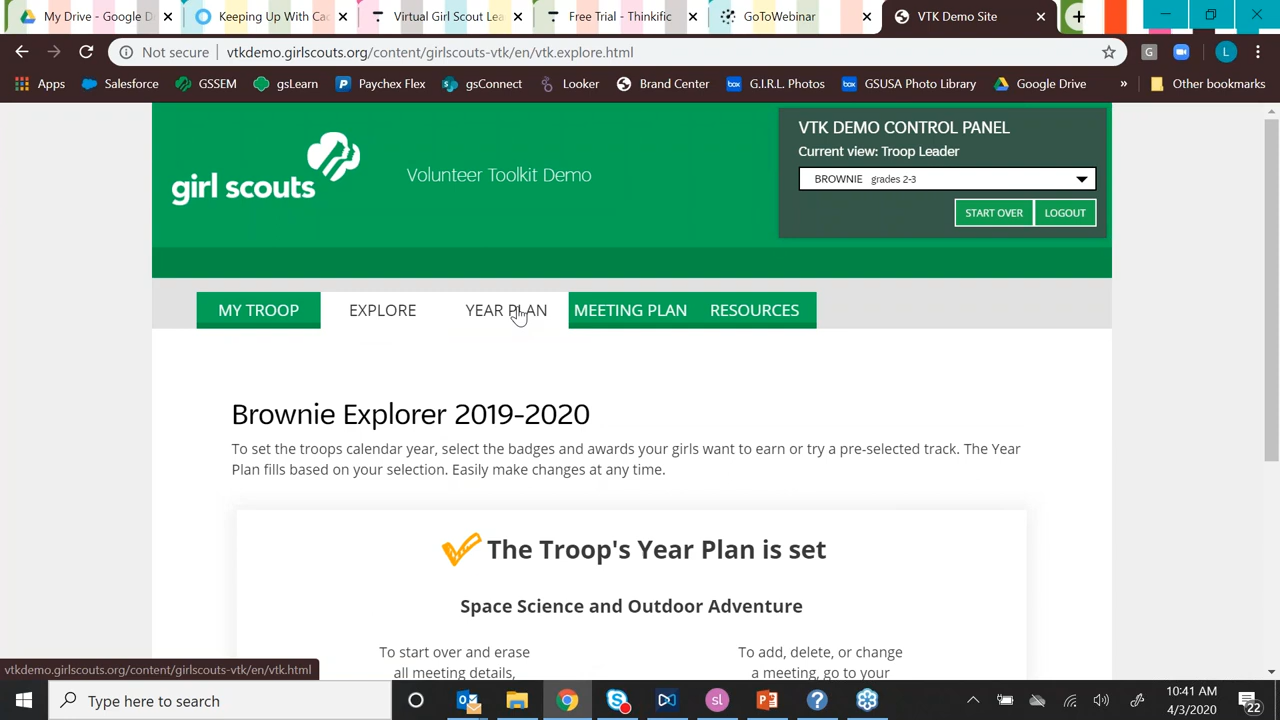 My Drive - Google D
Keeping Up With Cac
Virtual Girl Scout Lea
Free Trial - Thinkific
GoToWebinar
VTK Demo Site
Not secure
vtkdemo.girlscouts.org/content/girlscouts-vtk/en/vtk.explore.html
G
L
Apps
Salesforce
GSSEM
gsLearn
Paychex Flex
gsConnect
Looker
Brand Center
G.I.R.L. Photos
GSUSA Photo Library
Google Drive
»
Other bookmarks
girl scouts
Volunteer Toolkit Demo
VTK DEMO CONTROL PANEL
Current view: Troop Leader
BROWNIE grades 2-3
START OVER
LOGOUT
MY TROOP
EXPLORE
YEAR PLAN
MEETING PLAN
RESOURCES
Brownie Explorer 2019-2020
To set the troops calendar year, select the badges and awards your girls want to earn or try a pre-selected track. The Year
Plan fills based on your selection. Easily make changes at any time.
The Troop's Year Plan is set
Space Science and Outdoor Adventure
To start over and erase
all meeting details,
To add, delete, or change
a meeting, go to your
vtkdemo.girlscouts.org/content/girlscouts-vtk/en/vtk.html
Type here to search
10:41 AM
4/3/2020
22